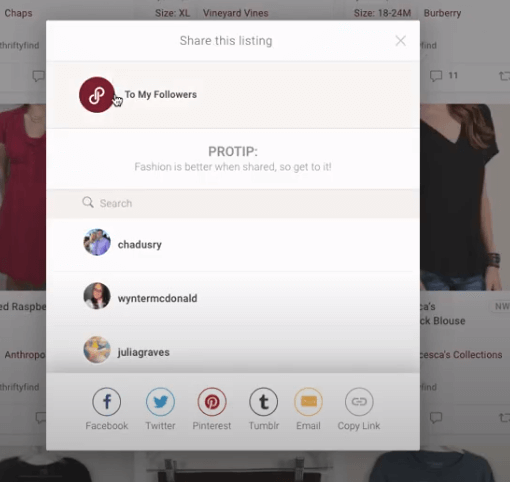 Chaps
Size: XL | Vineyard Vines
Size: 18-24M | Burberry
Share this listing
thriftyfind
find
11
To My Followers
PROTIP:
Fashion is better when shared, so get to it!
Search
chadusry
wyntermcdonald
ed Raspbe
ca's
NW
ck Blouse
juliagraves
Anthropo
cesca's Collections
thriftyfind
find
Facebook
Twitter
Pinterest
Tumblr
Email
Copy Link